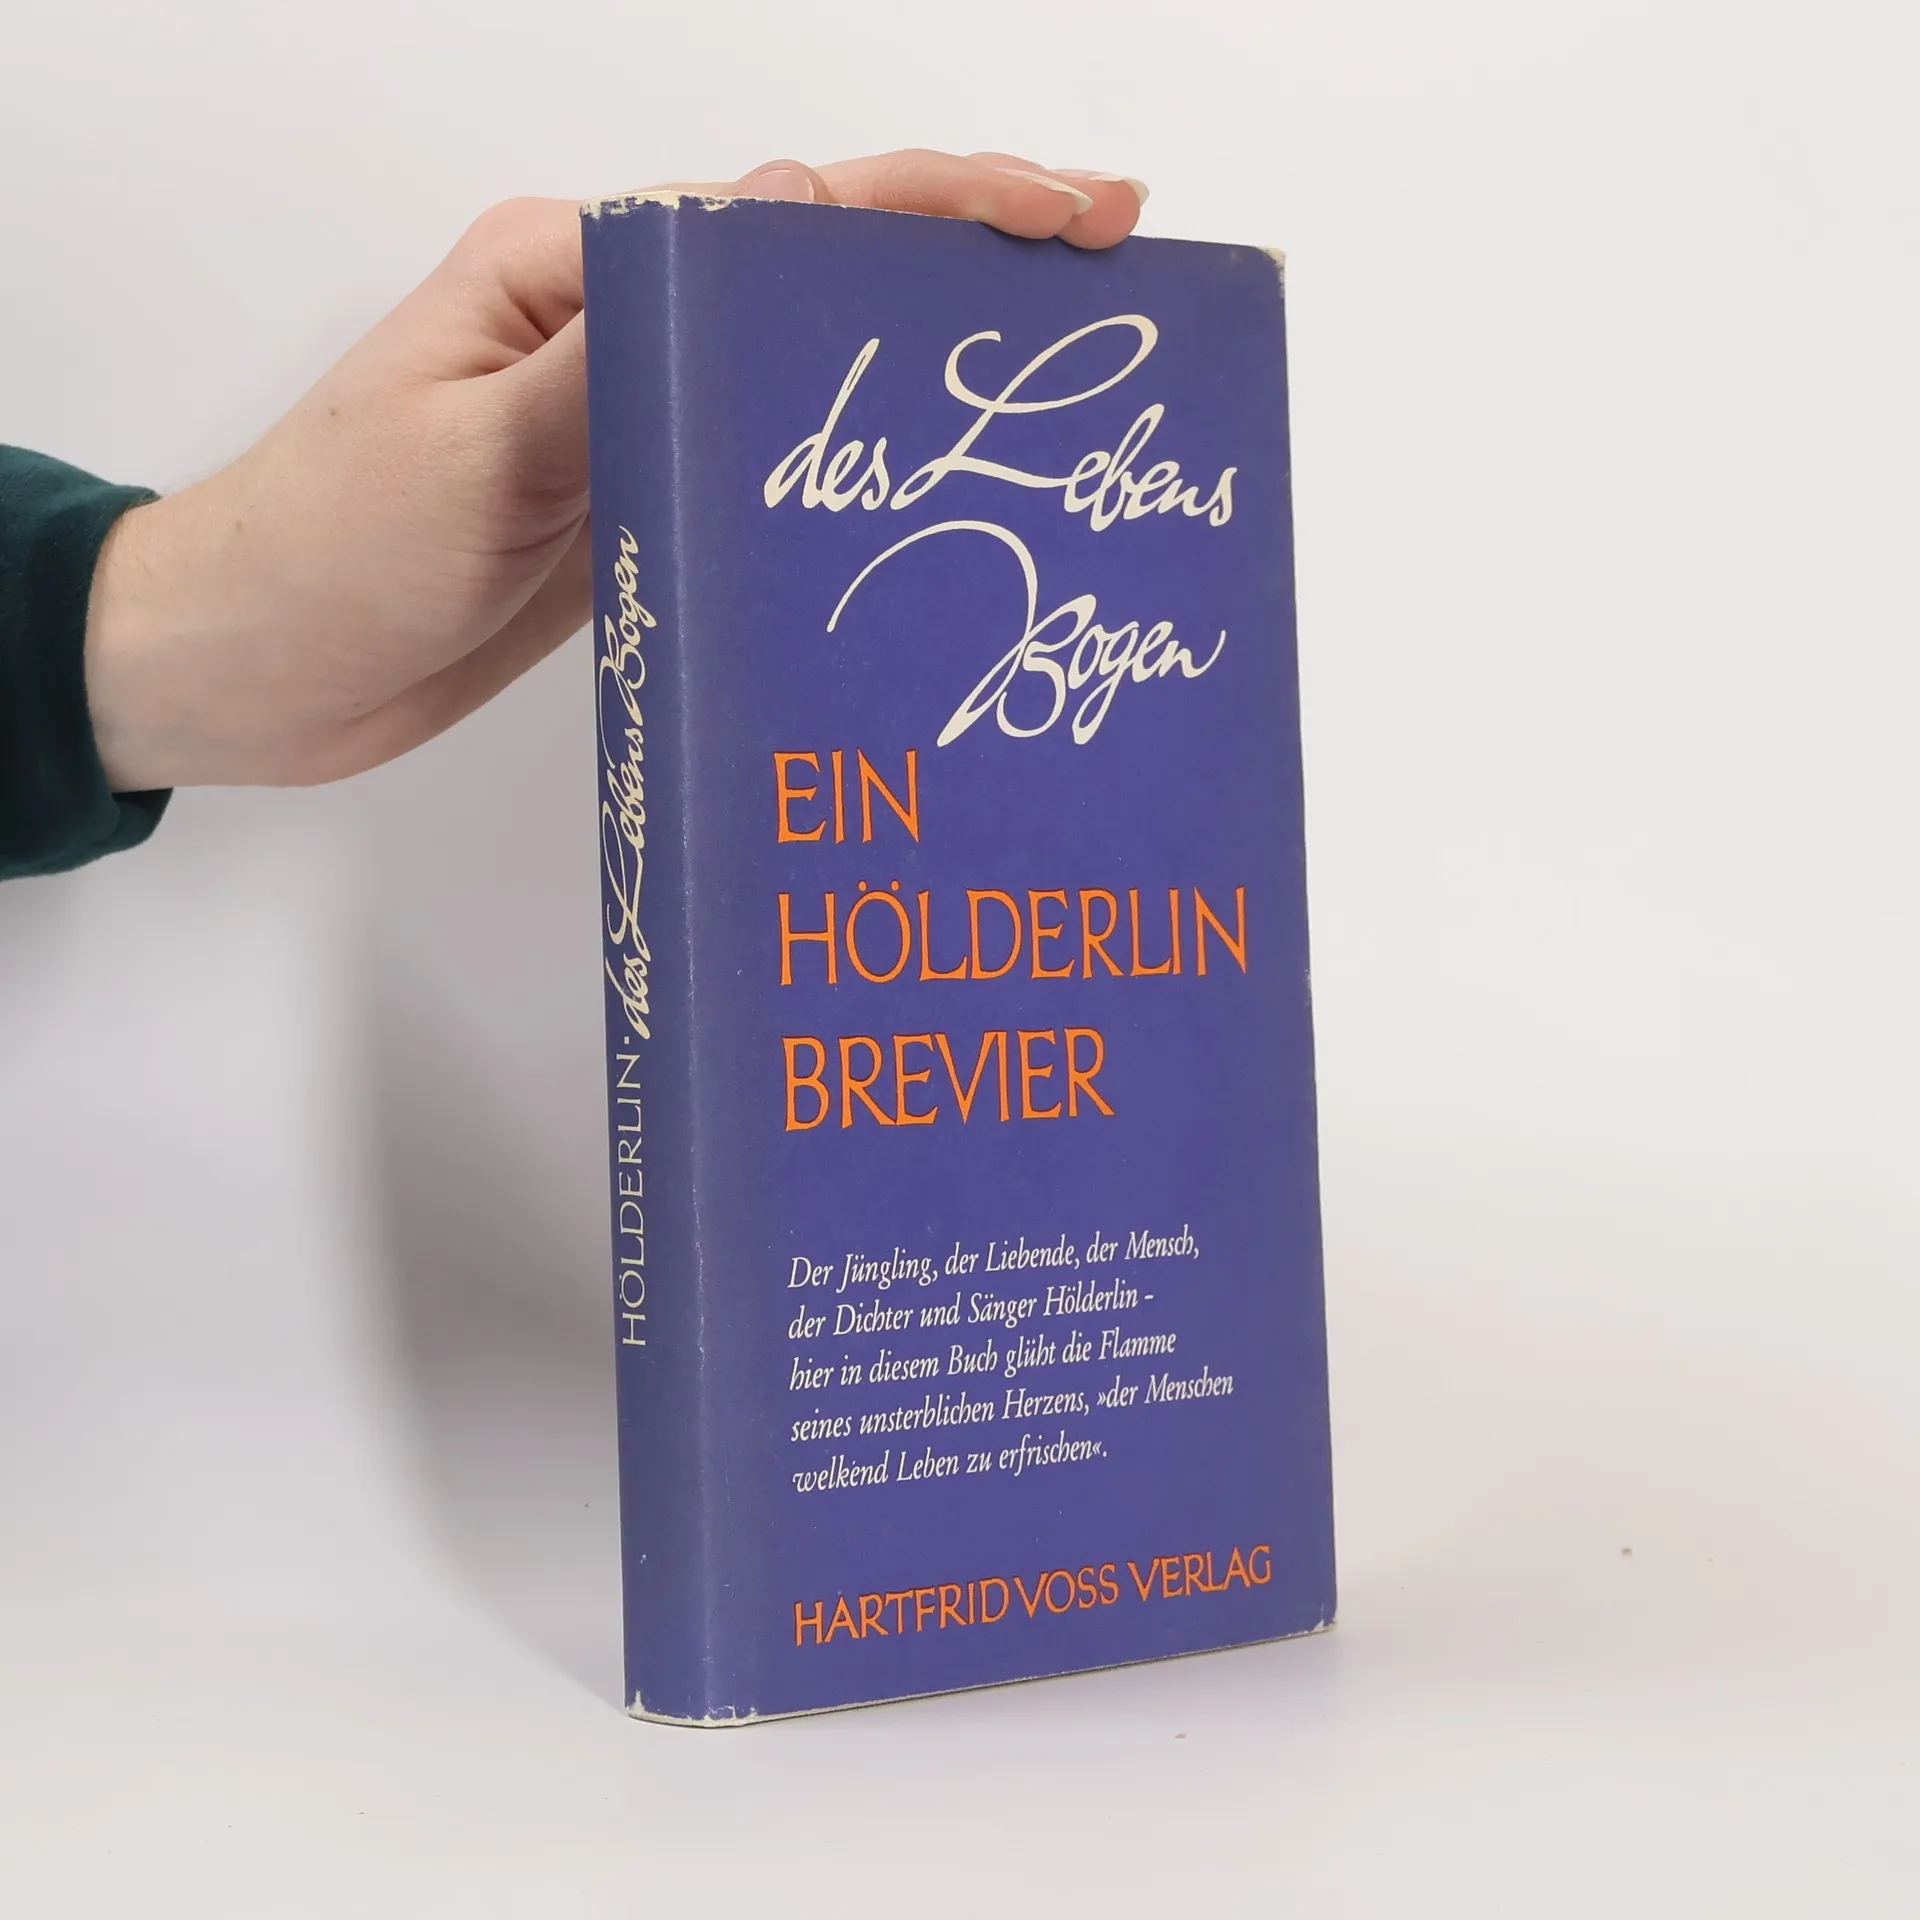 des Lebens
Bogen
EIN
HÖLDERLIN
BREVIER
Der Jüngling, der Liebende, der Mensch,
der Dichter und Sänger Hölderlin –
hier in diesem Buch glüht die Flamme
seines unsterblichen Herzens, »der Menschen
welkend Leben zu erfrischen«.
HARTFRID VOSS VERLAG
HÖLDERLIN · des Lebens Bogen